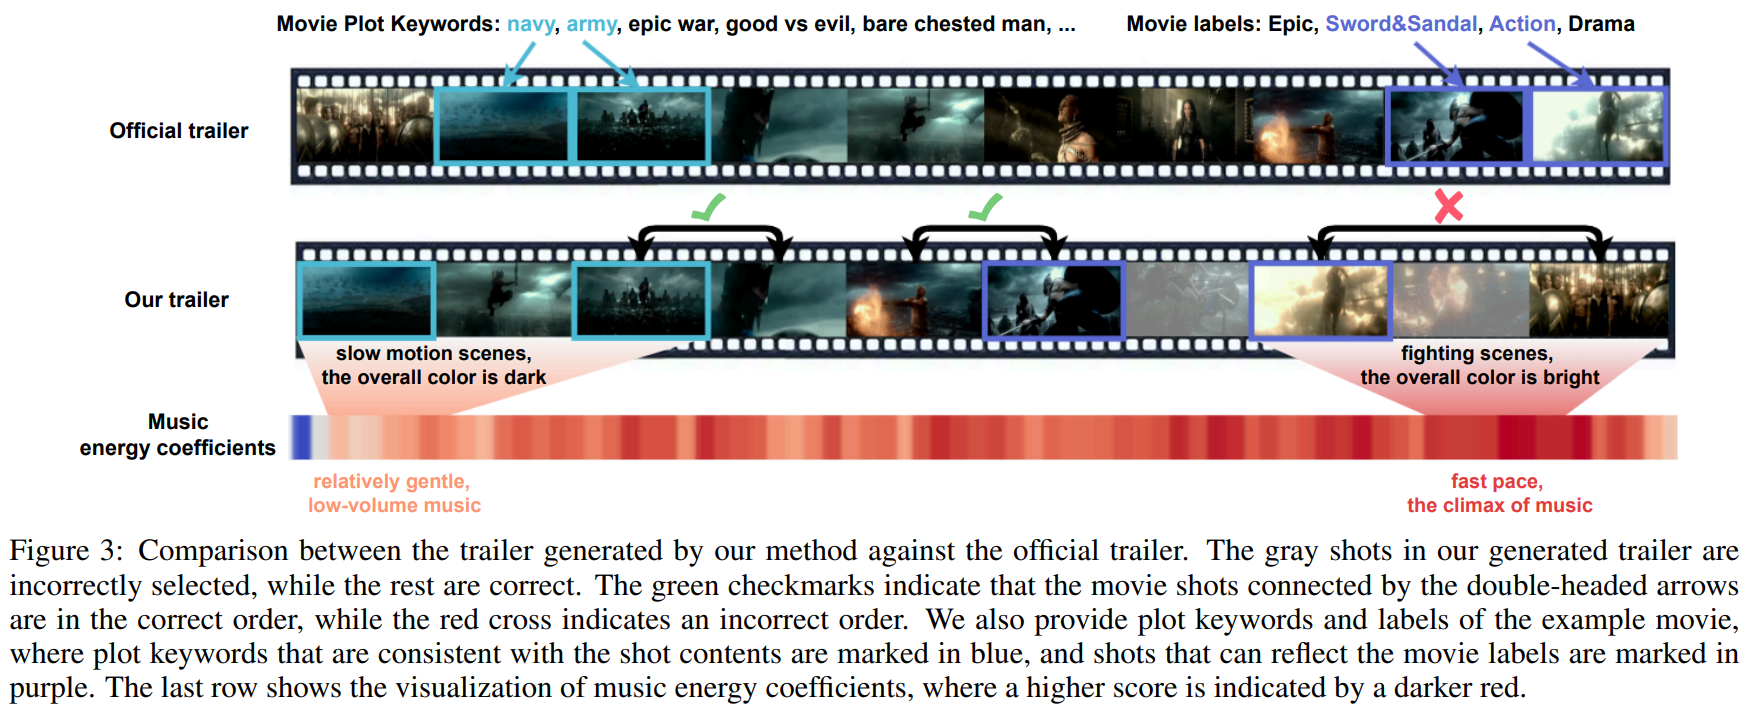 Movie Plot Keywords: navy, army, epic war, good vs evil, bare chested man, ...
Movie labels: Epic, Sword&Sandal, Action, Drama
Official trailer
Our trailer
slow motion scenes,
the overall color is dark
fighting scenes,
the overall color is bright
Music
energy coefficients
relatively gentle,
low-volume music
fast pace,
the climax of music
Figure 3: Comparison between the trailer generated by our method against the official trailer. The gray shots in our generated trailer are
incorrectly selected, while the rest are correct. The green checkmarks indicate that the movie shots connected by the double-headed arrows
are in the correct order, while the red cross indicates an incorrect order. We also provide plot keywords and labels of the example movie,
where plot keywords that are consistent with the shot contents are marked in blue, and shots that can reflect the movie labels are marked in
purple. The last row shows the visualization of music energy coefficients, where a higher score is indicated by a darker red.